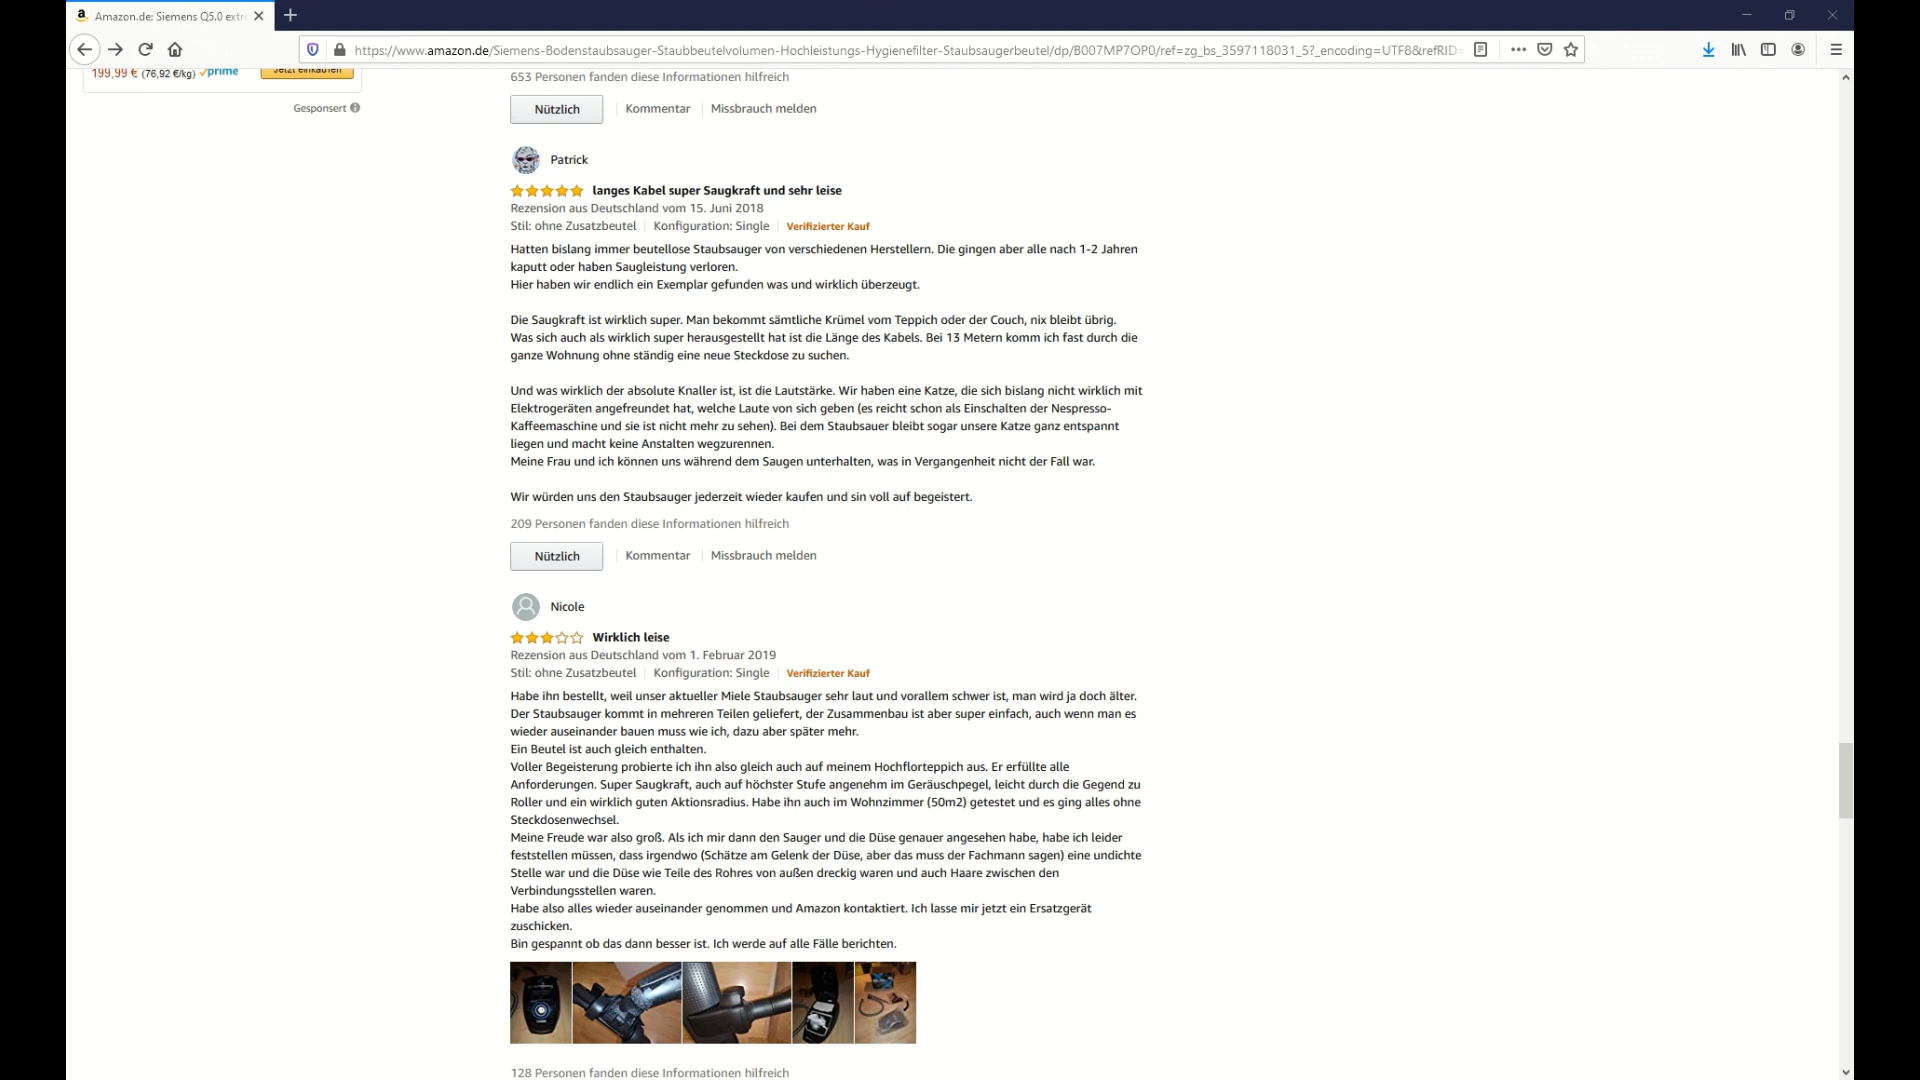 Amazon.de: Siemens Q5.0 extr
https://www.amazon.de/Siemens-Bodenstaubsauger-Staubbeutelvolumen-Hochleistungs-Hygienefilter-Staubsaugerbeutel/dp/B007MP7OP0/ref=zg_bs_3597118031_5?_encoding=UTF8&refRID=
199,99 € (76,92 €/kg) prime Jetzt einkaufen
Gesponsert
653 Personen fanden diese Informationen hilfreich
Nützlich Kommentar Missbrauch melden
Patrick
langes Kabel super Saugkraft und sehr leise
Rezension aus Deutschland vom 15. Juni 2018
Stil: ohne Zusatzbeutel Konfiguration: Single Verifizierter Kauf
Hatten bislang immer beutellose Staubsauger von verschiedenen Herstellern. Die gingen aber alle nach 1-2 Jahren
kaputt oder haben Saugleistung verloren.
Hier haben wir endlich ein Exemplar gefunden was und wirklich überzeugt.
Die Saugkraft ist wirklich super. Man bekommt sämtliche Krümel vom Teppich oder der Couch, nix bleibt übrig.
Was sich auch als wirklich super herausgestellt hat ist die Länge des Kabels. Bei 13 Metern komm ich fast durch die
ganze Wohnung ohne ständig eine neue Steckdose zu suchen.
Und was wirklich der absolute Knaller ist, ist die Lautstärke. Wir haben eine Katze, die sich bislang nicht wirklich mit
Elektrogeräten angefreundet hat, welche Laute von sich geben (es reicht schon als Einschalten der Nespresso-
Kaffeemaschine und sie ist nicht mehr zu sehen). Bei dem Staubsauer bleibt sogar unsere Katze ganz entspannt
liegen und macht keine Anstalten wegzurennen.
Meine Frau und ich können uns während dem Saugen unterhalten, was in Vergangenheit nicht der Fall war.
Wir würden uns den Staubsauger jederzeit wieder kaufen und sin voll auf begeistert.
209 Personen fanden diese Informationen hilfreich
Nützlich Kommentar Missbrauch melden
Nicole
Wirklich leise
Rezension aus Deutschland vom 1. Februar 2019
Stil: ohne Zusatzbeutel Konfiguration: Single Verifizierter Kauf
Habe ihn bestellt, weil unser aktueller Miele Staubsauger sehr laut und vorallem schwer ist, man wird ja doch älter.
Der Staubsauger kommt in mehreren Teilen geliefert, der Zusammenbau ist aber super einfach, auch wenn man es
wieder auseinander bauen muss wie ich, dazu aber später mehr.
Ein Beutel ist auch gleich enthalten.
Voller Begeisterung probierte ich ihn also gleich auch auf meinem Hochflorteppich aus. Er erfüllte alle
Anforderungen. Super Saugkraft, auch auf höchster Stufe angenehm im Geräuschpegel, leicht durch die Gegend zu
Roller und ein wirklich guten Aktionsradius. Habe ihn auch im Wohnzimmer (50m2) getestet und es ging alles ohne
Steckdosenwechsel.
Meine Freude war also groß. Als ich mir dann den Sauger und die Düse genauer angesehen habe, habe ich leider
feststellen müssen, dass irgendwo (Schätze am Gelenk der Düse, aber das muss der Fachmann sagen) eine undichte
Stelle war und die Düse wie Teile des Rohres von außen dreckig waren und auch Haare zwischen den
Verbindungsstellen waren.
Habe also alles wieder auseinander genommen und Amazon kontaktiert. Ich lasse mir jetzt ein Ersatzgerät
zuschicken.
Bin gespannt ob das dann besser ist. Ich werde auf alle Fälle berichten.
128 Personen fanden diese Informationen hilfreich